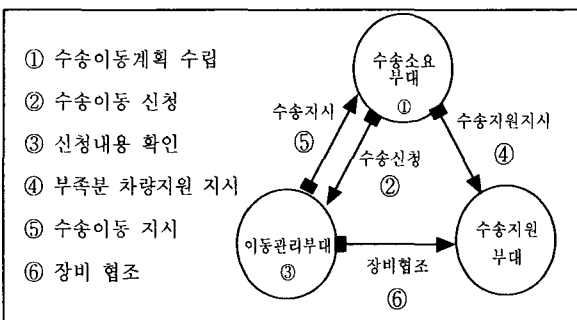 ① 수송이동계획 수립
② 수송이동 신청
③ 신청내용 확인
④ 부족분 차량지원 지시
⑤ 수송이동 지시
⑥ 장비 협조
수송소요
부대
①
수송지시
⑤
수송지원지시
④
수송신청
②
이동관리부대
③
장비협조
⑥
수송지원
부대